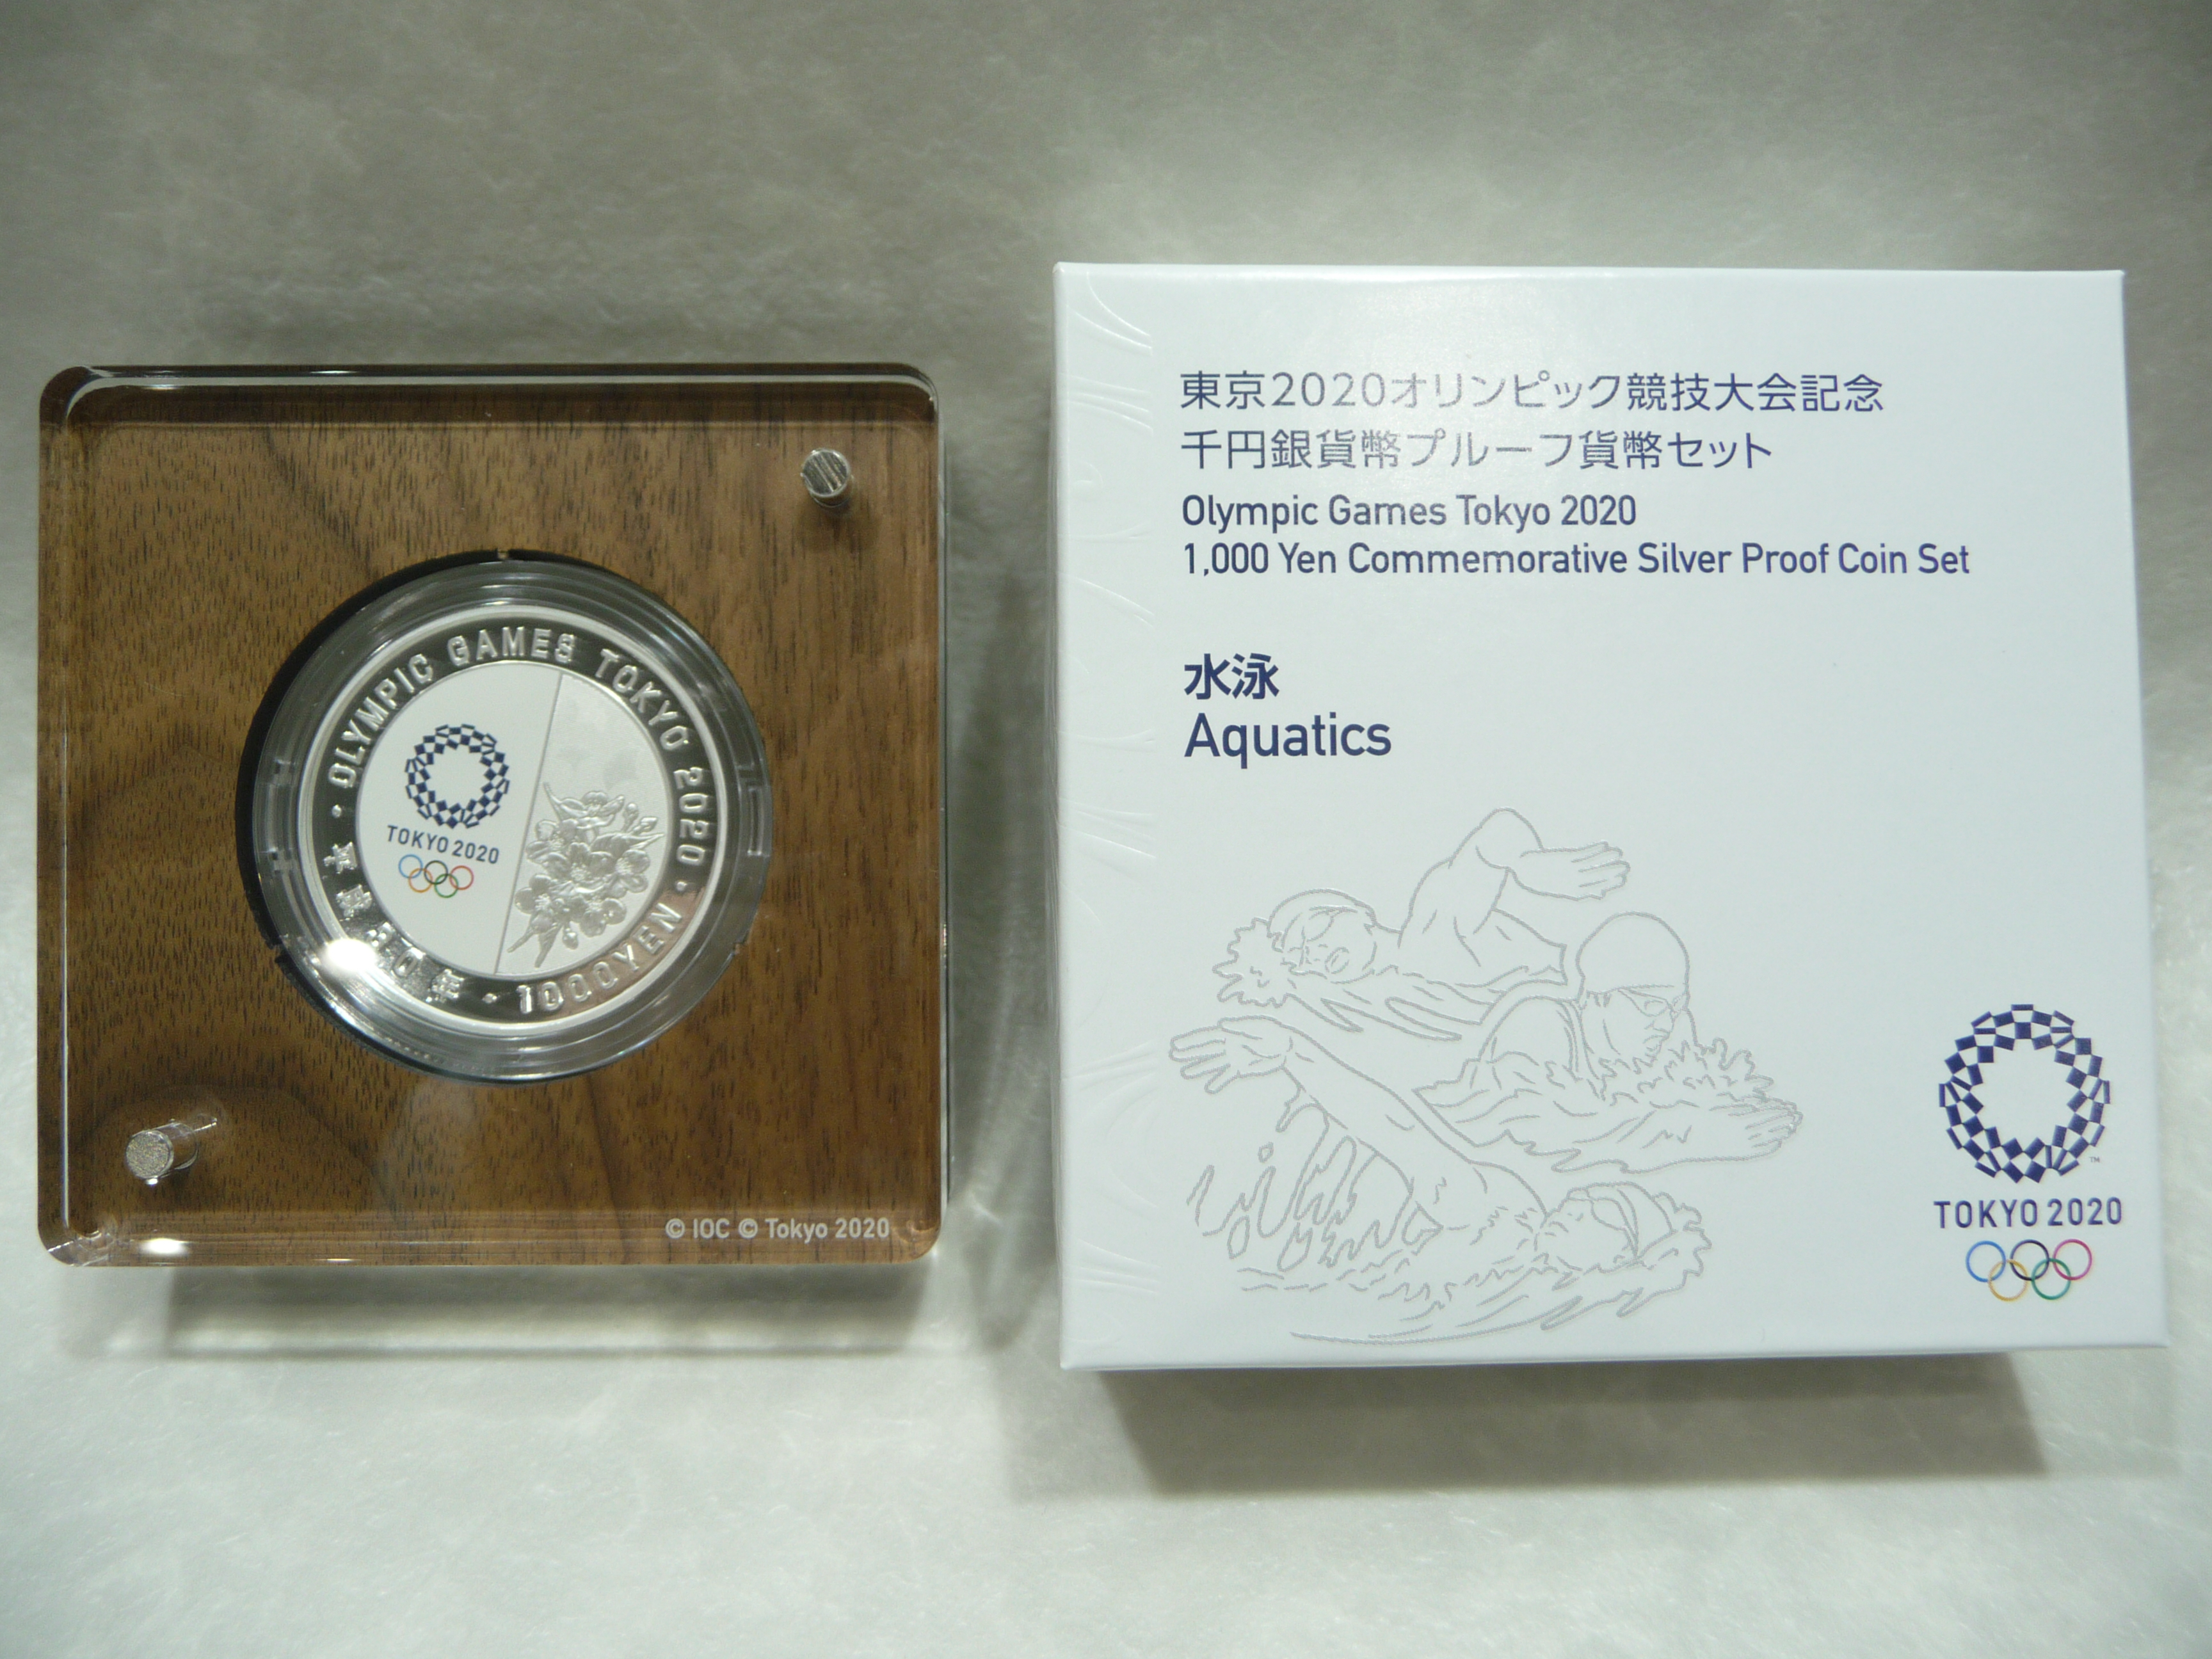 OLYMPIC GAMES TOKYO 2020
1000YEN
TOKYO 2020
© IOC © Tokyo 2020
東京2020オリンピック競技大会記念
千円銀貨幣プルーフ貨幣セット
Olympic Games Tokyo 2020
1,000 Yen Commemorative Silver Proof Coin Set
水泳
Aquatics
TOKYO 2020